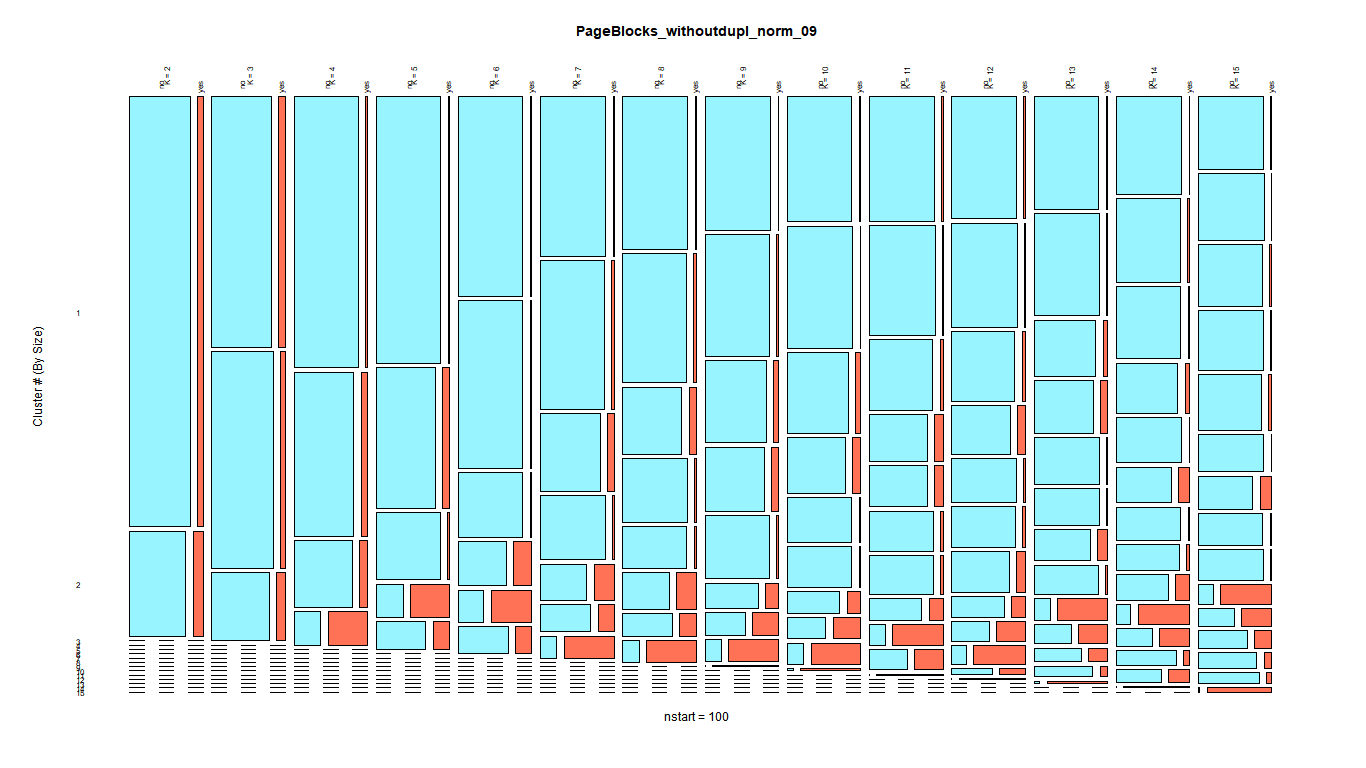 PageBlocks_withoutdupl_norm_09
no K = 2 yes
no K = 3 yes
no K = 4 yes
no K = 5 yes
no K = 6 yes
no K = 7 yes
no K = 8 yes
no K = 9 yes
no K = 10 yes
no K = 11 yes
no K = 12 yes
no K = 13 yes
no K = 14 yes
no K = 15 yes
Cluster # (By Size)
1
2
3
15
nstart = 100